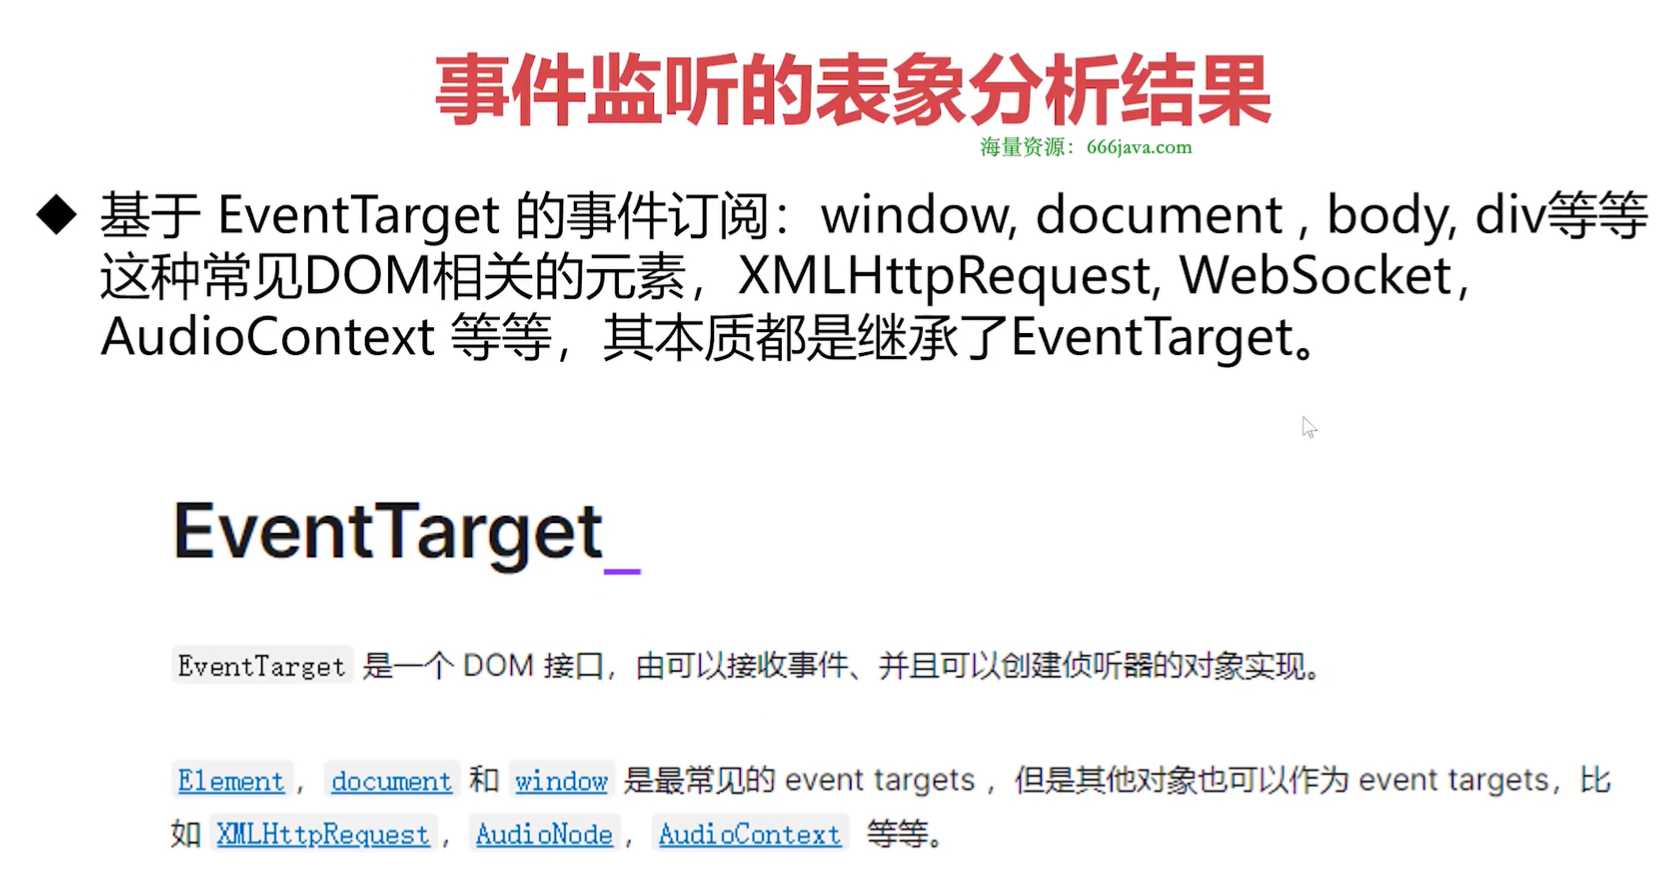 事件监听的表象分析结果
海量资源：666java.com
◆ 基于 EventTarget 的事件订阅：window, document , body, div等等
这种常见DOM相关的元素，XMLHttpRequest, WebSocket，
AudioContext 等等，其本质都是继承了EventTarget。
EventTarget_
EventTarget 是一个 DOM 接口，由可以接收事件、并且可以创建侦听器的对象实现。
Element， document 和 window 是最常见的 event targets ，但是其他对象也可以作为 event targets，比
如 XMLHttpRequest， AudioNode， AudioContext 等等。